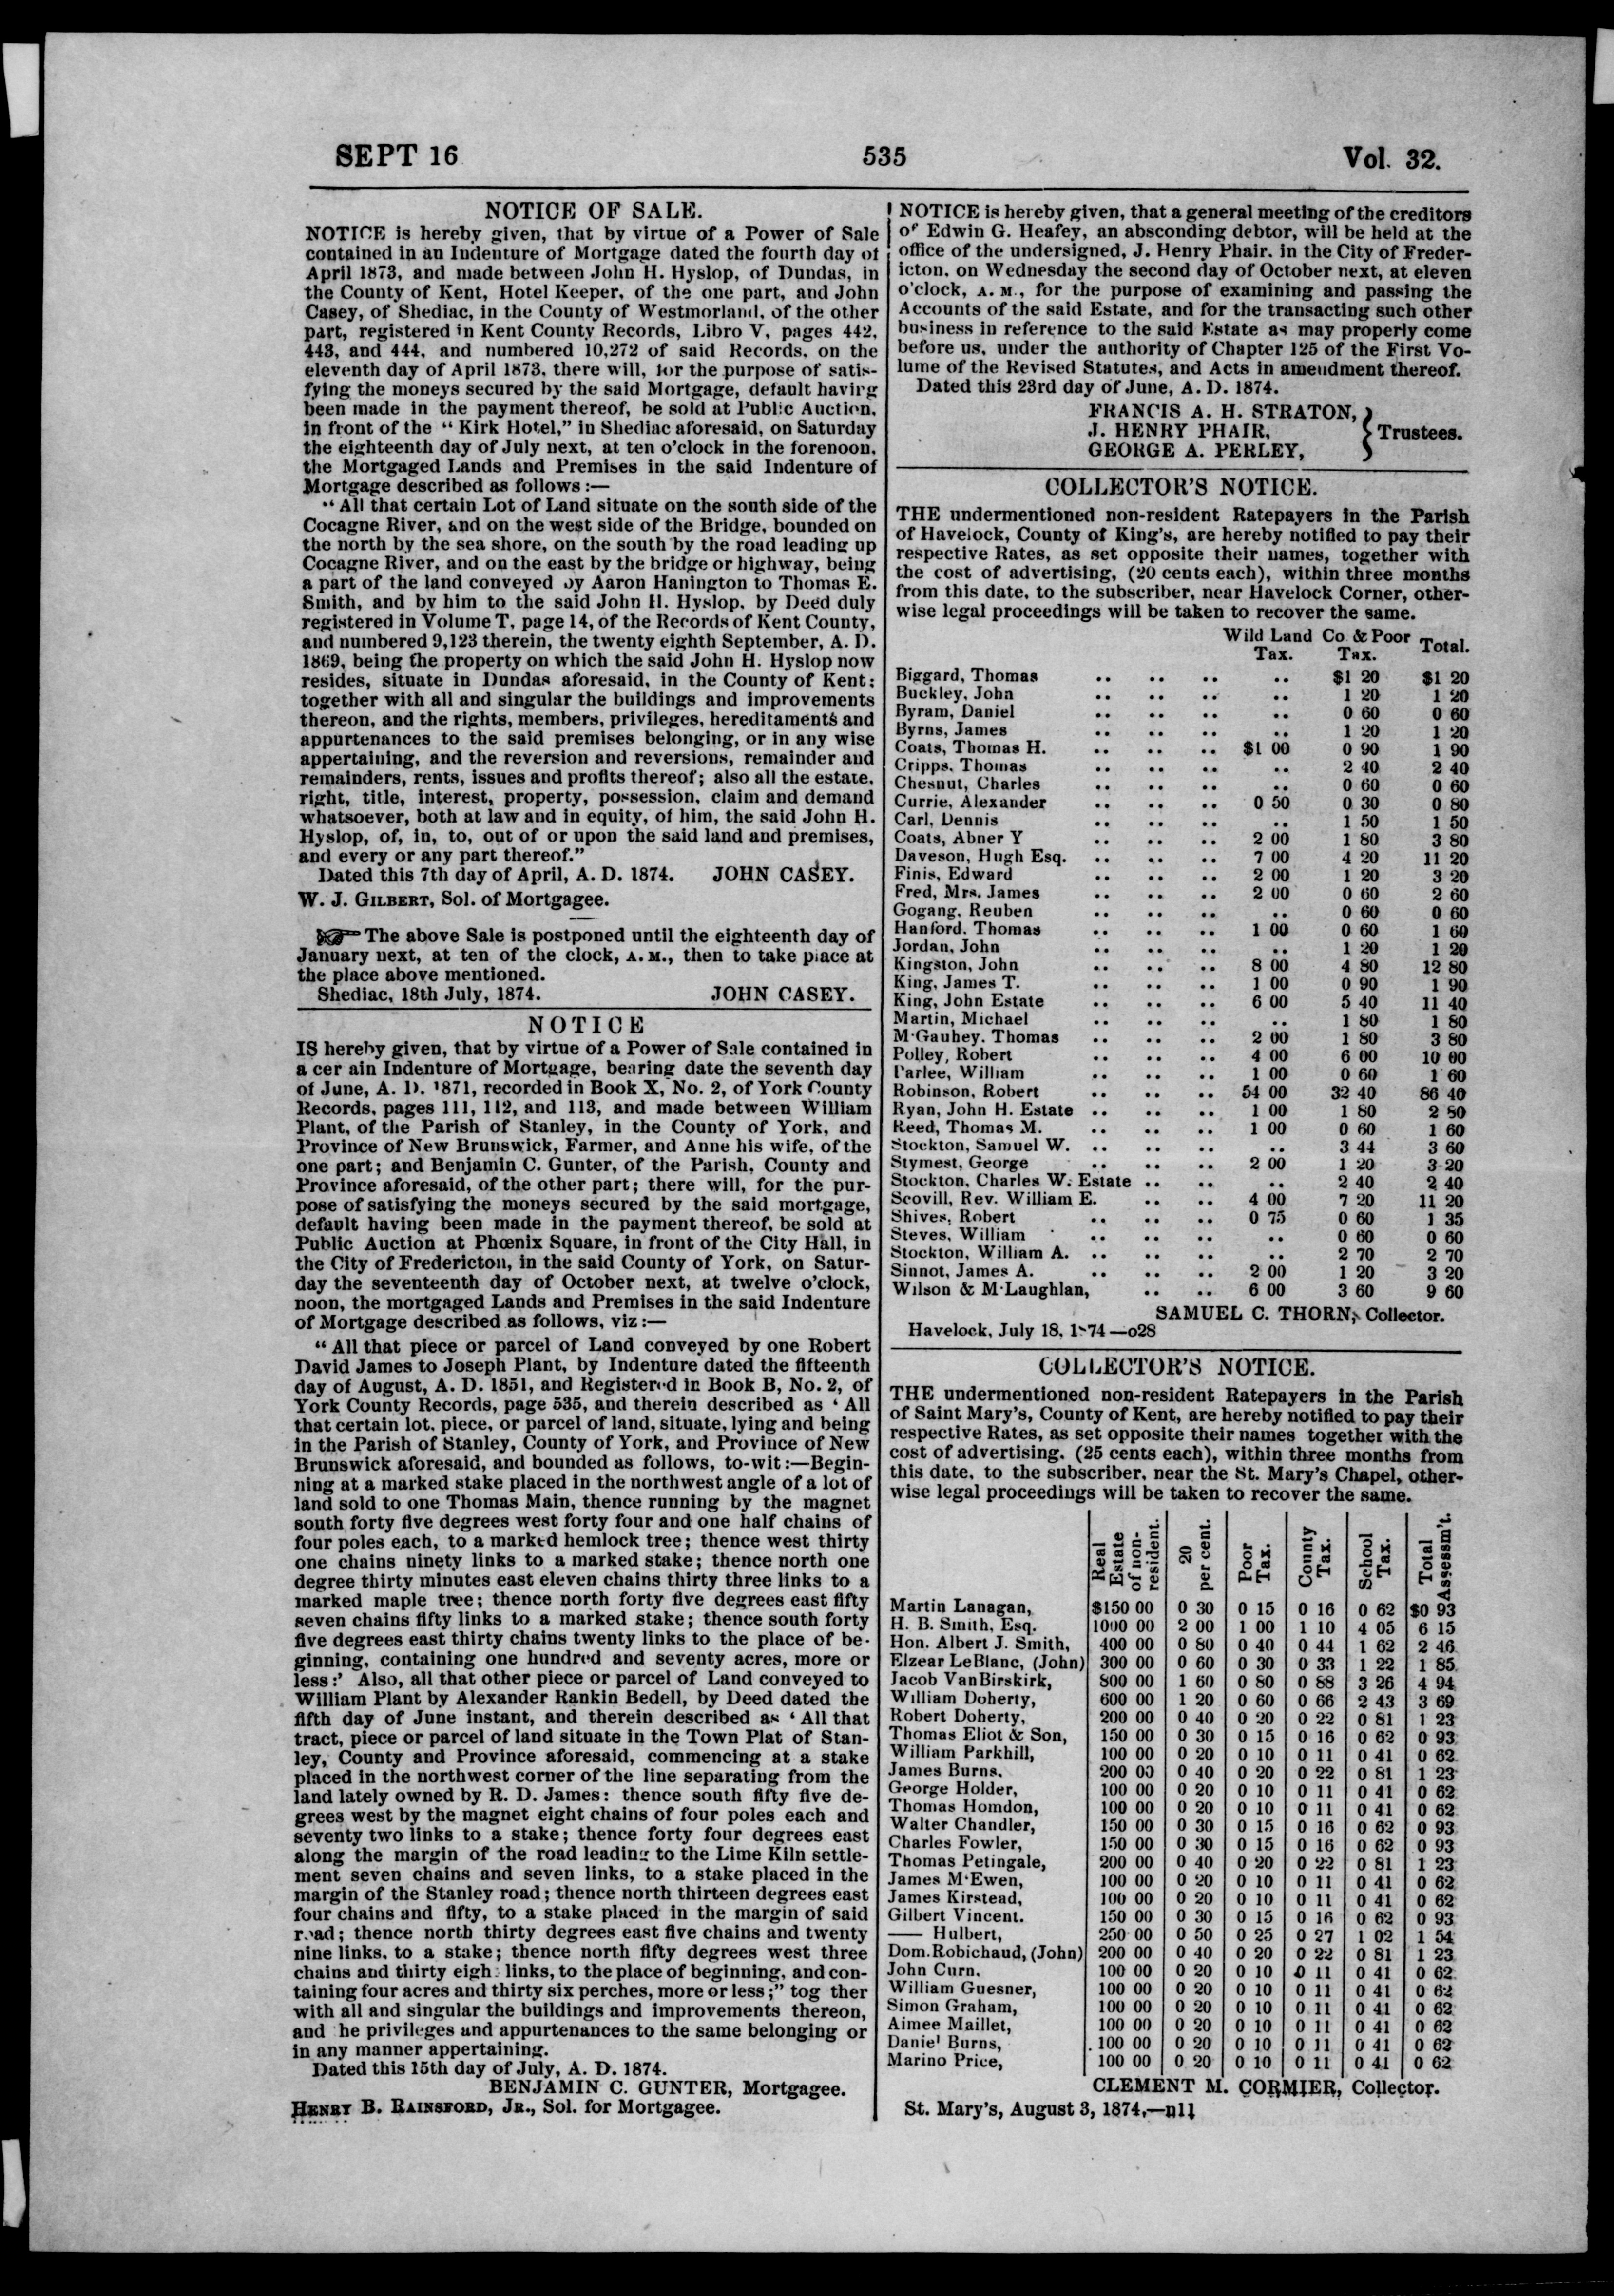 SEPT 16 535 Vol. 32.
NOTICE OF SALE.
NOTICE is hereby given, that by virtue of a Power of Sale
contained in an Indenture of Mortgage dated the fourth day of
April 1873, and made between John H. Hyslop, of Dundas, in
the County of Kent, Hotel Keeper, of the one part, and John
Casey, of Shediac, in the County of Westmorland, of the other
part, registered in Kent County Records, Libro V, pages 442,
443, and 444, and numbered 10,272 of said Records, on the
eleventh day of April 1873, there will, for the purpose of satis-
fying the moneys secured by the said Mortgage, default having
been made in the payment thereof, be sold at Public Auction,
in front of the "Kirk Hotel," in Shediac aforesaid, on Saturday
the eighteenth day of July next, at ten o'clock in the forenoon,
the Mortgaged Lands and Premises in the said Indenture of
Mortgage described as follows:—
"All that certain Lot of Land situate on the south side of the
Cocagne River, and on the west side of the Bridge, bounded on
the north by the sea shore, on the south by the road leading up
Cocagne River, and on the east by the bridge or highway, being
a part of the land conveyed by Aaron Hanington to Thomas E.
Smith, and by him to the said John H. Hyslop, by Deed duly
registered in Volume T, page 14, of the Records of Kent County,
and numbered 9,123 therein, the twenty eighth September, A. D.
1869, being the property on which the said John H. Hyslop now
resides, situate in Dundas aforesaid, in the County of Kent;
together with all and singular the buildings and improvements
thereon, and the rights, members, privileges, hereditaments and
appurtenances to the said premises belonging, or in any wise
appertaining, and the reversion and reversions, remainder and
remainders, rents, issues and profits thereof; also all the estate,
right, title, interest, property, possession, claim and demand
whatsoever, both at law and in equity, of him, the said John H.
Hyslop, of, in, to, out of or upon the said land and premises,
and every or any part thereof."
Dated this 7th day of April, A. D. 1874. JOHN CASEY.
W. J. GILBERT, Sol. of Mortgagee.
☞ The above Sale is postponed until the eighteenth day of
January next, at ten of the clock, A. M., then to take place at
the place above mentioned.
Shediac, 18th July, 1874. JOHN CASEY.
NOTICE
IS hereby given, that by virtue of a Power of Sale contained in
a cer ain Indenture of Mortgage, bearing date the seventh day
of June, A. D. 1871, recorded in Book X, No. 2, of York County
Records, pages 111, 112, and 113, and made between William
Plant, of the Parish of Stanley, in the County of York, and
Province of New Brunswick, Farmer, and Anne his wife, of the
one part; and Benjamin C. Gunter, of the Parish, County and
Province aforesaid, of the other part; there will, for the pur-
pose of satisfying the moneys secured by the said mortgage,
default having been made in the payment thereof, be sold at
Public Auction at Phœnix Square, in front of the City Hall, in
the City of Fredericton, in the said County of York, on Satur-
day the seventeenth day of October next, at twelve o'clock,
noon, the mortgaged Lands and Premises in the said Indenture
of Mortgage described as follows, viz:—
"All that piece or parcel of Land conveyed by one Robert
David James to Joseph Plant, by Indenture dated the fifteenth
day of August, A. D. 1851, and Registered in Book B, No. 2, of
York County Records, page 535, and therein described as 'All
that certain lot, piece, or parcel of land, situate, lying and being
in the Parish of Stanley, County of York, and Province of New
Brunswick aforesaid, and bounded as follows, to-wit:—Begin-
ning at a marked stake placed in the northwest angle of a lot of
land sold to one Thomas Main, thence running by the magnet
south forty five degrees west forty four and one half chains of
four poles each, to a marked hemlock tree; thence west thirty
one chains ninety links to a marked stake; thence north one
degree thirty minutes east eleven chains thirty three links to a
marked maple tree; thence north forty five degrees east fifty
seven chains fifty links to a marked stake; thence south forty
five degrees east thirty chains twenty links to the place of be-
ginning, containing one hundred and seventy acres, more or
less:' Also, all that other piece or parcel of Land conveyed to
William Plant by Alexander Rankin Bedell, by Deed dated the
fifth day of June instant, and therein described as 'All that
tract, piece or parcel of land situate in the Town Plat of Stan-
ley, County and Province aforesaid, commencing at a stake
placed in the northwest corner of the line separating from the
land lately owned by R. D. James: thence south fifty five de-
grees west by the magnet eight chains of four poles each and
seventy two links to a stake; thence forty four degrees east
along the margin of the road leading to the Lime Kiln settle-
ment seven chains and seven links, to a stake placed in the
margin of the Stanley road; thence north thirteen degrees east
four chains and fifty, to a stake placed in the margin of said
road; thence north thirty degrees east five chains and twenty
nine links, to a stake; thence north fifty degrees west three
chains and thirty eigh links, to the place of beginning, and con-
taining four acres and thirty six perches, more or less;" tog ther
with all and singular the buildings and improvements thereon,
and he privileges and appurtenances to the same belonging or
in any manner appertaining.
Dated this 15th day of July, A. D. 1874.
BENJAMIN C. GUNTER, Mortgagee.
HENRY B. RAINSFORD, JR., Sol. for Mortgagee.
NOTICE is hereby given, that a general meeting of the creditors
of Edwin G. Heafey, an absconding debtor, will be held at the
office of the undersigned, J. Henry Phair, in the City of Freder-
icton, on Wednesday the second day of October next, at eleven
o'clock, A. M., for the purpose of examining and passing the
Accounts of the said Estate, and for the transacting such other
business in reference to the said Estate as may properly come
before us, under the authority of Chapter 125 of the First Vo-
lume of the Revised Statutes, and Acts in amendment thereof.
Dated this 23rd day of June, A. D. 1874.
FRANCIS A. H. STRATON,
J. HENRY PHAIR, } Trustees.
GEORGE A. PERLEY,
COLLECTOR'S NOTICE.
THE undermentioned non-resident Ratepayers in the Parish
of Havelock, County of King's, are hereby notified to pay their
respective Rates, as set opposite their names, together with
the cost of advertising, (20 cents each), within three months
from this date, to the subscriber, near Havelock Corner, other-
wise legal proceedings will be taken to recover the same.
Wild Land Tax. Co. & Poor Tax. Total.
Biggard, Thomas .. .. .. .. $1 20 $1 20
Buckley, John .. .. .. .. 1 20 1 20
Byram, Daniel .. .. .. .. 0 60 0 60
Byrns, James .. .. .. .. 1 20 1 20
Coats, Thomas H. .. .. .. $1 00 0 90 1 90
Cripps, Thomas .. .. .. .. 2 40 2 40
Chesnut, Charles .. .. .. .. 0 60 0 60
Currie, Alexander .. .. .. 0 50 0 30 0 80
Carl, Dennis .. .. .. .. 1 50 1 50
Coats, Abner Y .. .. .. 2 00 1 80 3 80
Daveson, Hugh Esq. .. .. .. 7 00 4 20 11 20
Finis, Edward .. .. .. 2 00 1 20 3 20
Fred, Mrs. James .. .. .. 2 00 0 60 2 60
Gogang, Reuben .. .. .. .. 0 60 0 60
Hanford, Thomas .. .. .. 1 00 0 60 1 60
Jordan, John .. .. .. .. 1 20 1 20
Kingston, John .. .. .. 8 00 4 80 12 80
King, James T. .. .. .. 1 00 0 90 1 90
King, John Estate .. .. .. 6 00 5 40 11 40
Martin, Michael .. .. .. .. 1 80 1 80
M'Gauhey, Thomas .. .. .. 2 00 1 80 3 80
Polley, Robert .. .. .. 4 00 6 00 10 00
Parlee, William .. .. .. 1 00 0 60 1 60
Robinson, Robert .. .. .. 54 00 32 40 86 40
Ryan, John H. Estate .. .. .. 1 00 1 80 2 80
Reed, Thomas M. .. .. .. 1 00 0 60 1 60
Stockton, Samuel W. .. .. .. .. 3 44 3 60
Stymest, George .. .. .. 2 00 1 20 3 20
Stockton, Charles W. Estate .. .. .. 2 40 2 40
Scovill, Rev. William E. .. .. 4 00 7 20 11 20
Shives, Robert .. .. .. 0 75 0 60 1 35
Steves, William .. .. .. .. 0 60 0 60
Stockton, William A. .. .. .. .. 2 70 2 70
Sinnot, James A. .. .. .. 2 00 1 20 3 20
Wilson & M'Laughlan, .. .. 6 00 3 60 9 60
SAMUEL C. THORN, Collector.
Havelock, July 18, 1874—o28
COLLECTOR'S NOTICE.
THE undermentioned non-resident Ratepayers in the Parish
of Saint Mary's, County of Kent, are hereby notified to pay their
respective Rates, as set opposite their names together with the
cost of advertising, (25 cents each), within three months from
this date, to the subscriber, near the St. Mary's Chapel, other-
wise legal proceedings will be taken to recover the same.
Real Estate of non-resident. 20 per cent. Poor Tax. County Tax. School Tax. Total Assessm't.
Martin Lanagan, $150 00 0 30 0 15 0 16 0 62 $0 93
H. B. Smith, Esq. 1000 00 2 00 1 00 1 10 4 05 6 15
Hon. Albert J. Smith, 400 00 0 80 0 40 0 44 1 62 2 46
Elzear LeBlanc, (John) 300 00 0 60 0 30 0 33 1 22 1 85
Jacob VanBirskirk, 800 00 1 60 0 80 0 88 3 26 4 94
William Doherty, 600 00 1 20 0 60 0 66 2 43 3 69
Robert Doherty, 200 00 0 40 0 20 0 22 0 81 1 23
Thomas Eliot & Son, 150 00 0 30 0 15 0 16 0 62 0 93
William Parkhill, 100 00 0 20 0 10 0 11 0 41 0 62
James Burns, 200 00 0 40 0 20 0 22 0 81 1 23
George Holder, 100 00 0 20 0 10 0 11 0 41 0 62
Thomas Homdon, 100 00 0 20 0 10 0 11 0 41 0 62
Walter Chandler, 150 00 0 30 0 15 0 16 0 62 0 93
Charles Fowler, 150 00 0 30 0 15 0 16 0 62 0 93
Thomas Petingale, 200 00 0 40 0 20 0 22 0 81 1 23
James M'Ewen, 100 00 0 20 0 10 0 11 0 41 0 62
James Kirstead, 100 00 0 20 0 10 0 11 0 41 0 62
Gilbert Vincent. 150 00 0 30 0 15 0 16 0 62 0 93
—— Hulbert, 250 00 0 50 0 25 0 27 1 02 1 54
Dom. Robichaud, (John) 200 00 0 40 0 20 0 22 0 81 1 23
John Curn, 100 00 0 20 0 10 0 11 0 41 0 62
William Guesner, 100 00 0 20 0 10 0 11 0 41 0 62
Simon Graham, 100 00 0 20 0 10 0 11 0 41 0 62
Aimee Maillet, 100 00 0 20 0 10 0 11 0 41 0 62
Daniel Burns, 100 00 0 20 0 10 0 11 0 41 0 62
Marino Price, 100 00 0 20 0 10 0 11 0 41 0 62
CLEMENT M. CORMIER, Collector.
St. Mary's, August 3, 1874,—n11